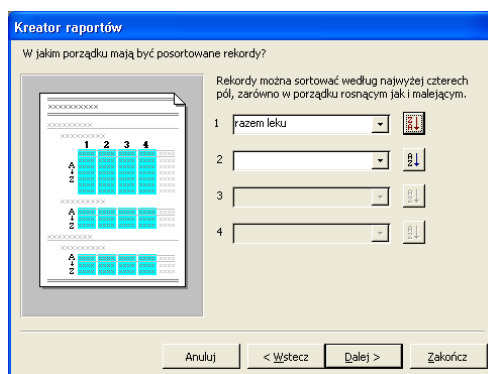 Kreator raportów
W jakim porządku mają być posortowane rekordy?
Rekordy można sortować według najwyżej czterech
pól, zarówno w porządku rosnącym jak i malejącym.
1 razem leku
2
3
4
1 2 3 4
A
Z
A
Z
A
Z
Anuluj < Wstecz Dalej > Zakończ